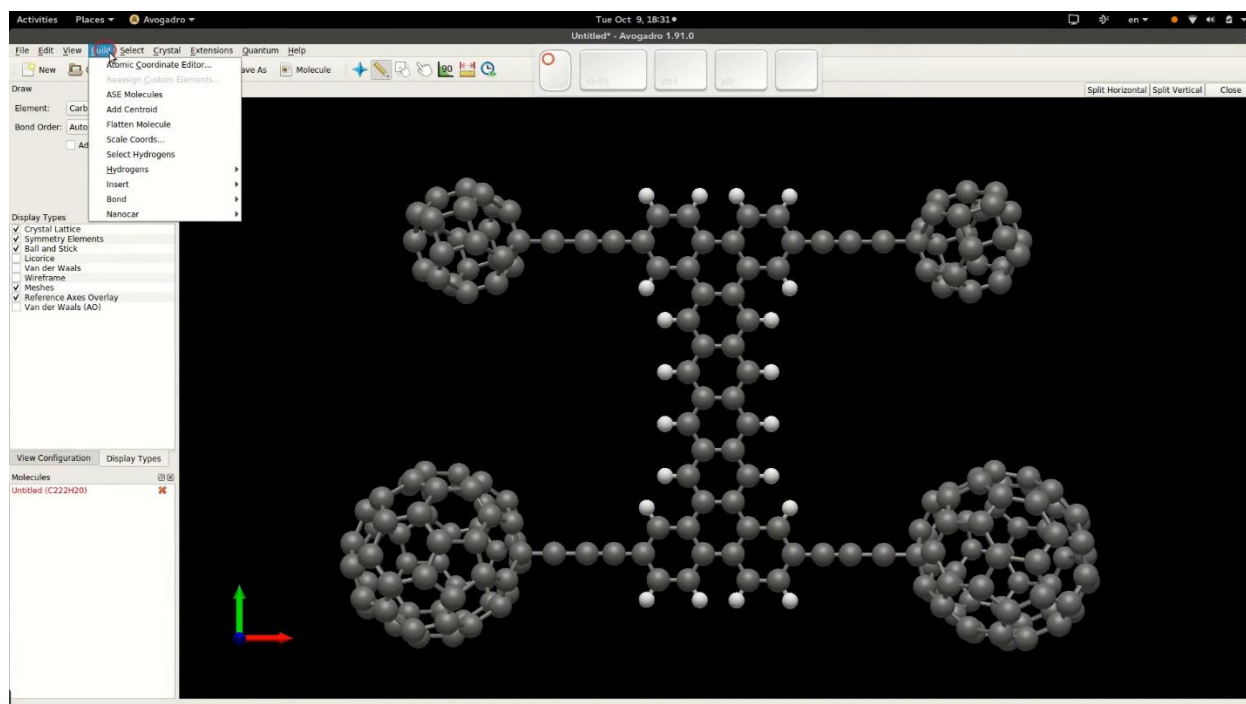 Activities Places Avogadro Tue Oct 9, 18:31 en
Untitled* - Avogadro 1.91.0
File Edit View Build Select Crystal Extensions Quantum Help
New ave As Molecule
shift ctrl alt
Draw Split Horizontal Split Vertical Close
Element: Carb
Bond Order: Auto
Ad
Atomic Coordinate Editor...
Reassign Custom Elements...
ASE Molecules
Add Centroid
Flatten Molecule
Scale Coords...
Select Hydrogens
Hydrogens
Insert
Bond
Nanocar
Display Types
Crystal Lattice
Symmetry Elements
Ball and Stick
Licorice
Van der Waals
Wireframe
Meshes
Reference Axes Overlay
Van der Waals (AO)
View Configuration Display Types
Molecules
Untitled (C222H20)